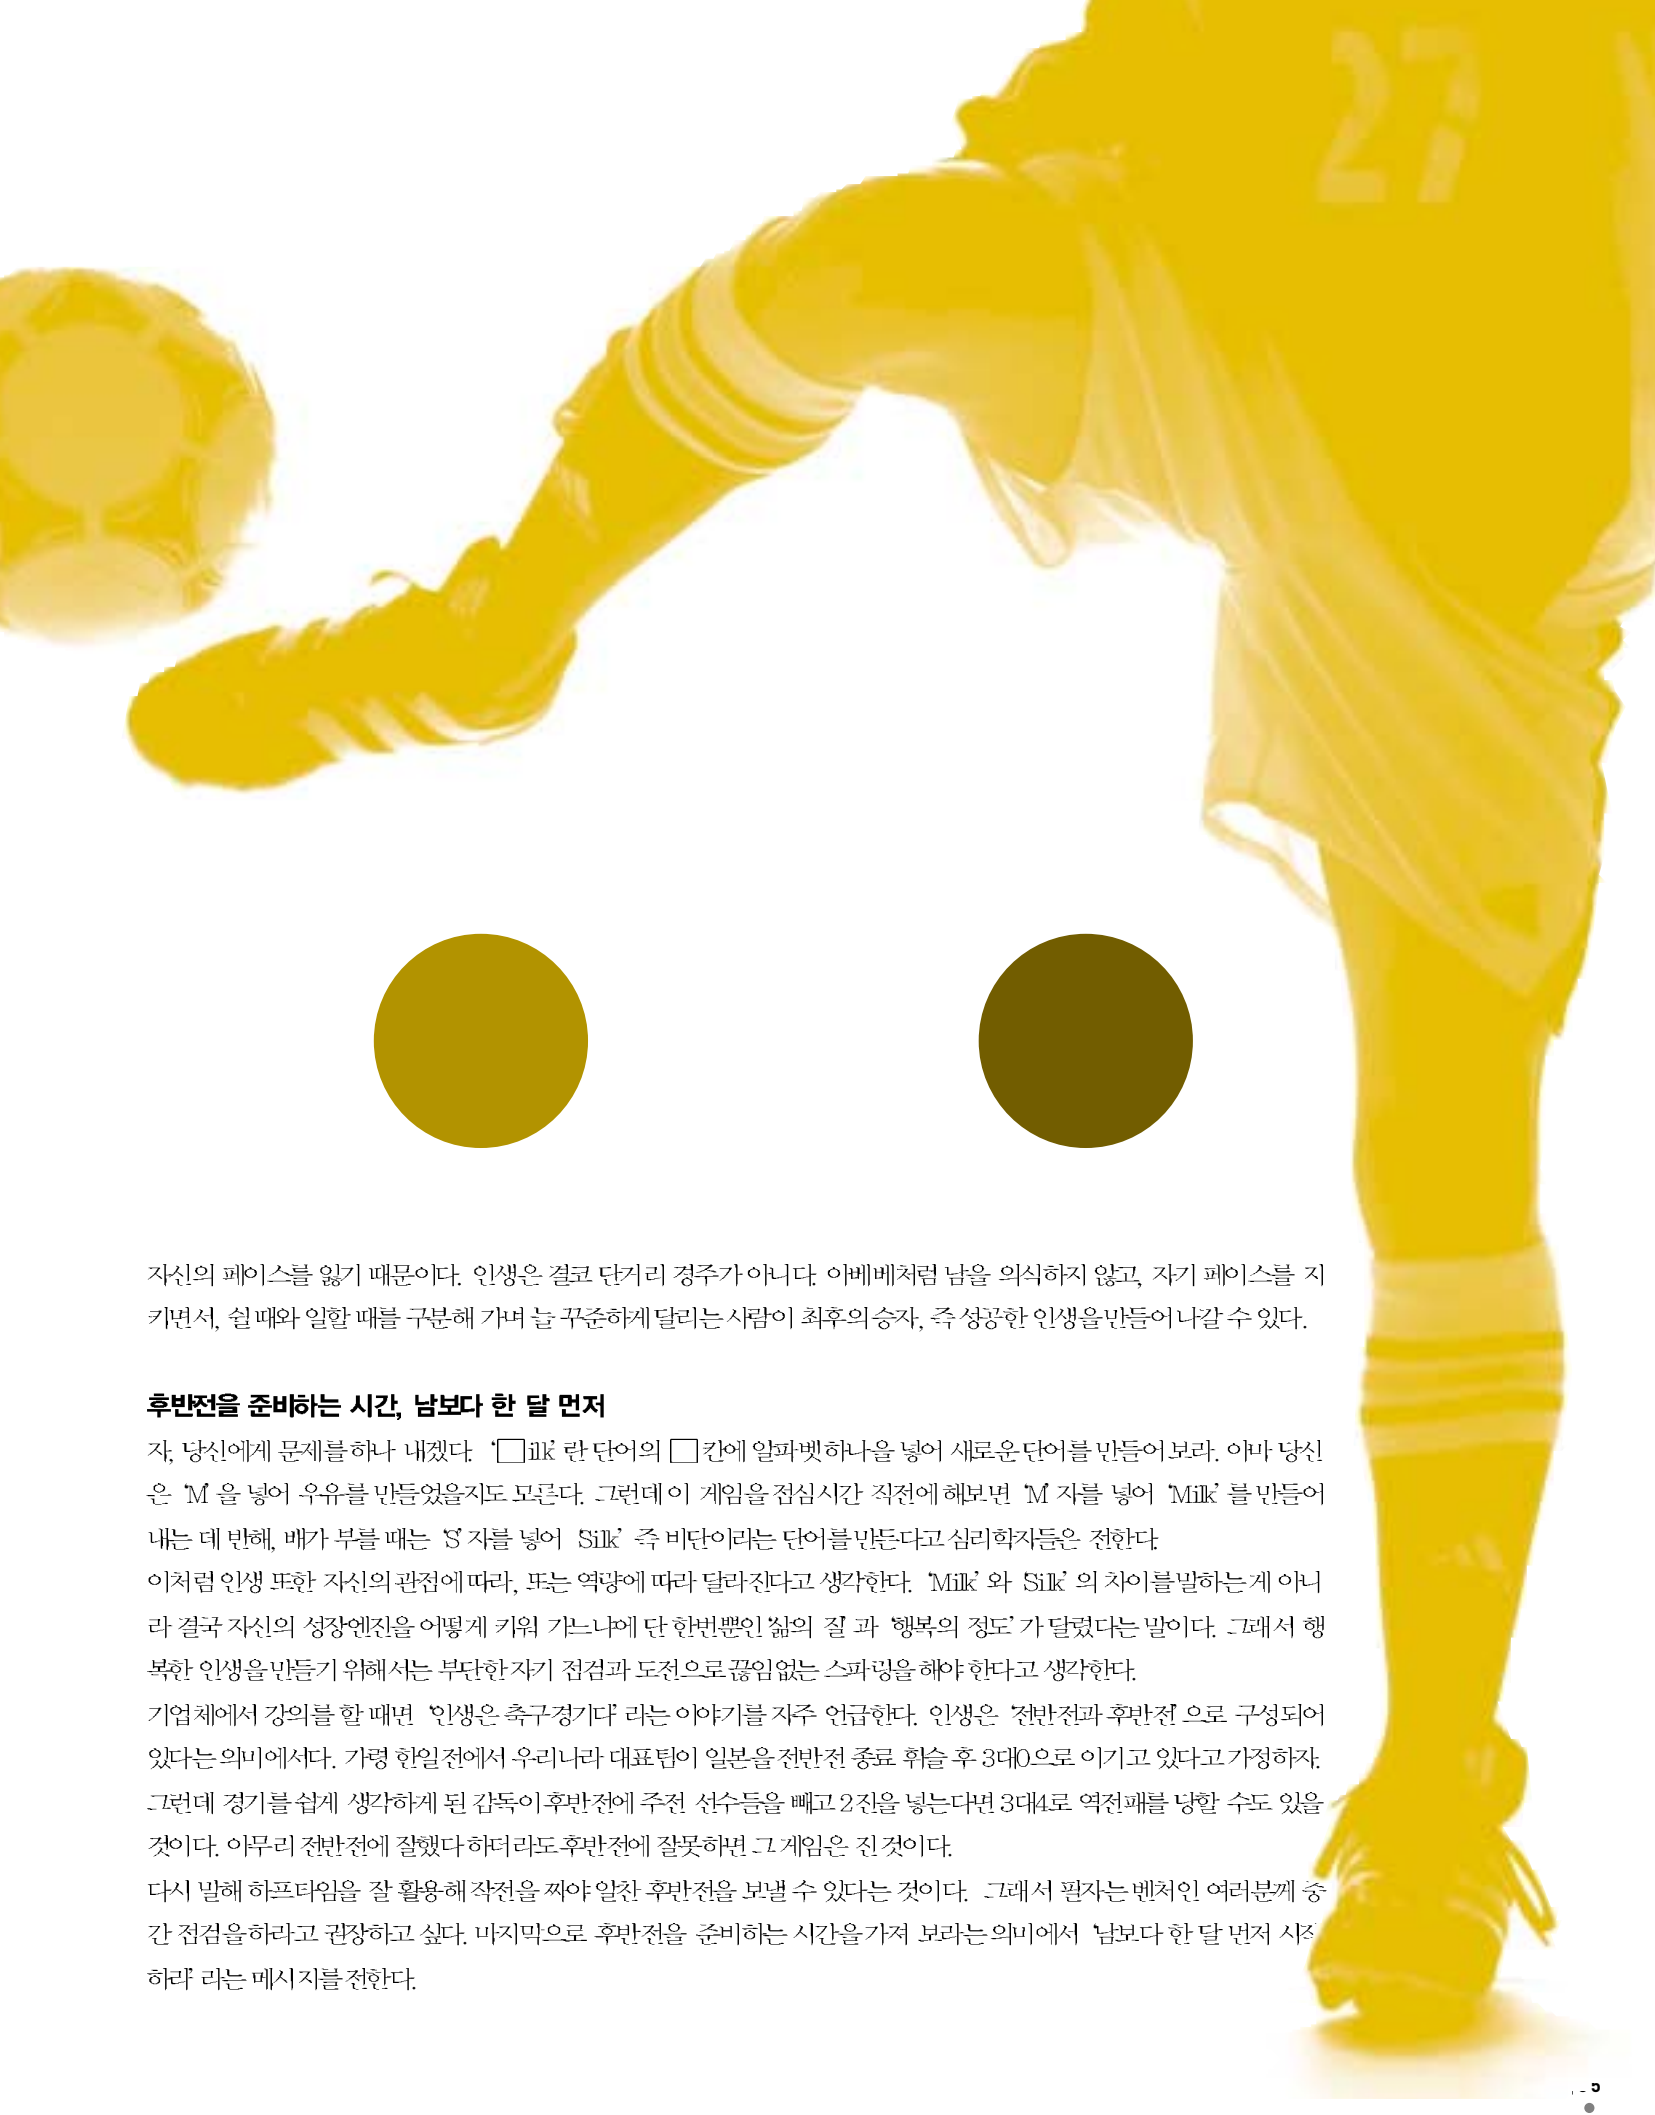 27
자신의 페이스를 잃기 때문이다. 인생은 결코 단거리 경주가 아니다. 아베베처럼 남을 의식하지 않고, 자기 페이스를 지
키면서, 쉴 때와 일할 때를 구분해 가며 늘 꾸준하게 달리는 사람이 최후의 승자, 즉 성공한 인생을 만들어 나갈 수 있다.
후반전을 준비하는 시간, 남보다 한 달 먼저
자, 당신에게 문제를 하나 내겠다. ‘□ilk’란 단어의 □칸에 알파벳 하나을 넣어 새로운 단어를 만들어 보라. 아마 당신
은 ‘M’을 넣어 우유를 만들었을지도 모른다. 그런데 이 게임을 점심시간 직전에 해보면 ‘M’자를 넣어 ‘Milk’를 만들어
내는 데 반해, 배가 부를 때는 ‘S’자를 넣어 ‘Silk’ 즉 비단이라는 단어를 만든다고 심리학자들은 전한다.
이처럼 인생 또한 자신의 관점에 따라, 또는 역량에 따라 달라진다고 생각한다. ‘Milk’와 ‘Silk’의 차이를 말하는 게 아니
라 결국 자신의 성장엔진을 어떻게 키워 가느냐에 단 한번뿐인 ‘삶의 질’과 ‘행복의 정도’가 달렸다는 말이다. 그래서 행
복한 인생을 만들기 위해서는 부단한 자기 점검과 도전으로 끊임없는 스파링을 해야 한다고 생각한다.
기업체에서 강의를 할 때면 ‘인생은 축구경기다’라는 이야기를 자주 언급한다. 인생은 ‘전반전과 후반전’으로 구성되어
있다는 의미에서다. 가령 한일전에서 우리나라 대표팀이 일본을 전반전 종료 휘슬 후 3대0으로 이기고 있다고 가정하자.
그런데 경기를 쉽게 생각하게 된 감독이 후반전에 주전 선수들을 빼고 2진을 넣는다면 3대4로 역전패를 당할 수도 있을
것이다. 아무리 전반전에 잘했다 하더라도 후반전에 잘못하면 그 게임은 진 것이다.
다시 말해 하프타임을 잘 활용해 작전을 짜야 알찬 후반전을 보낼 수 있다는 것이다. 그래서 필자는 벤처인 여러분께 중
간 점검을 하라고 권장하고 싶다. 마지막으로 후반전을 준비하는 시간을 가져 보라는 의미에서 ‘남보다 한 달 먼저 시작
하라’라는 메시지를 전한다.
5